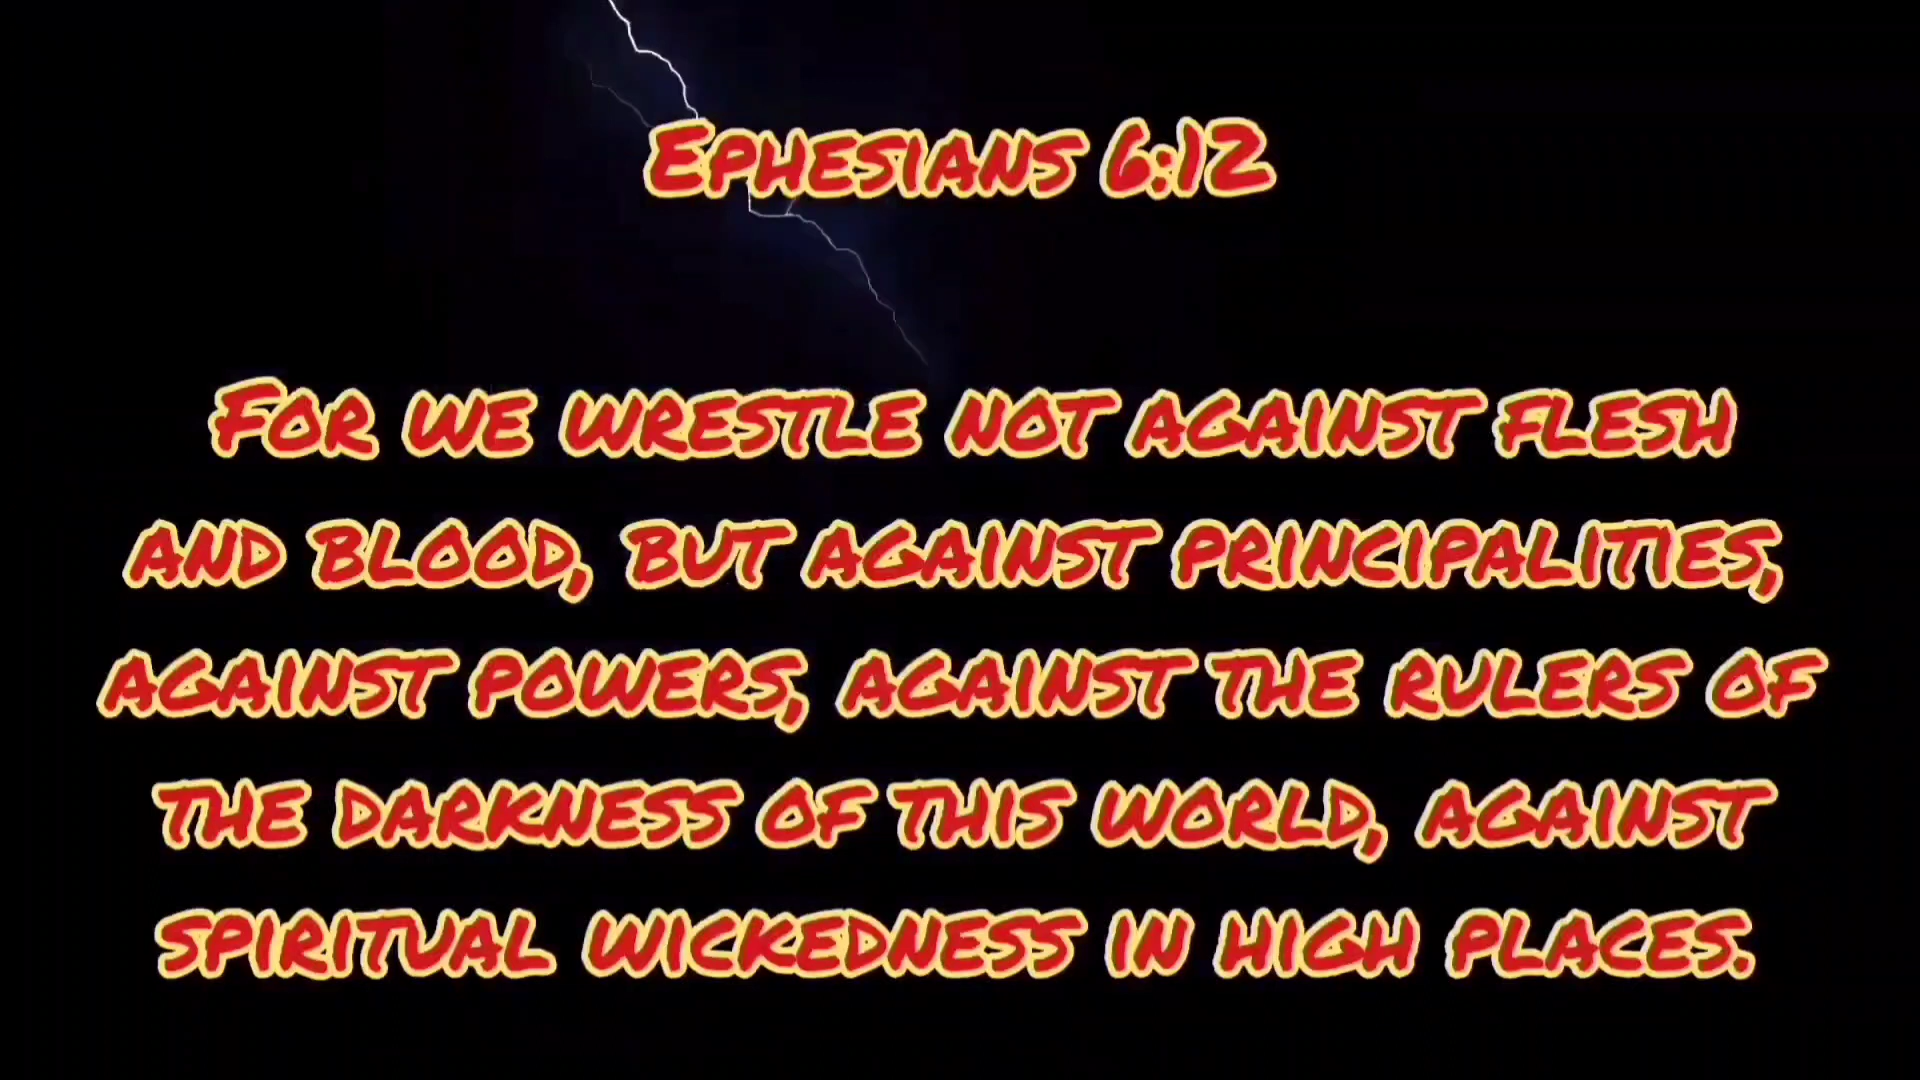 Ephesians 6:12
For we wrestle not against flesh
and blood, but against principalities,
against powers, against the rulers of
the darkness of this world, against
spiritual wickedness in high places.